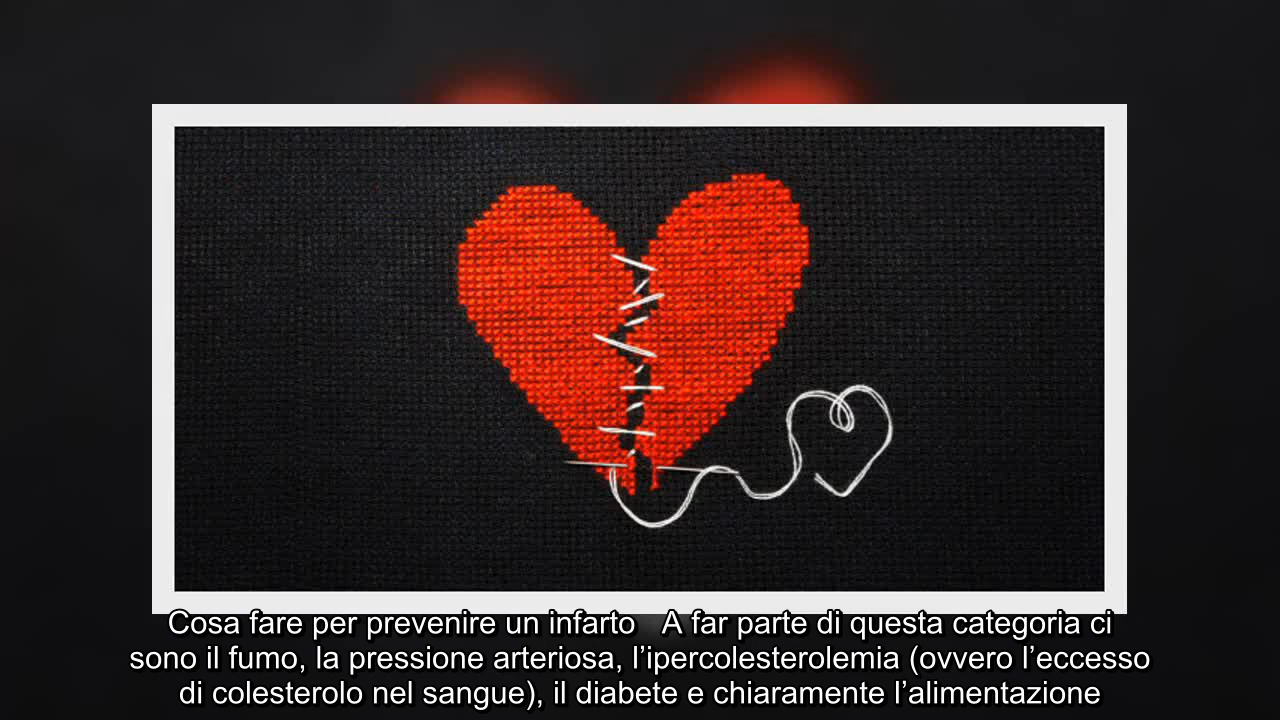 Cosa fare per prevenire un infarto   A far parte di questa categoria ci
sono il fumo, la pressione arteriosa, l’ipercolesterolemia (ovvero l’eccesso
di colesterolo nel sangue), il diabete e chiaramente l’alimentazione